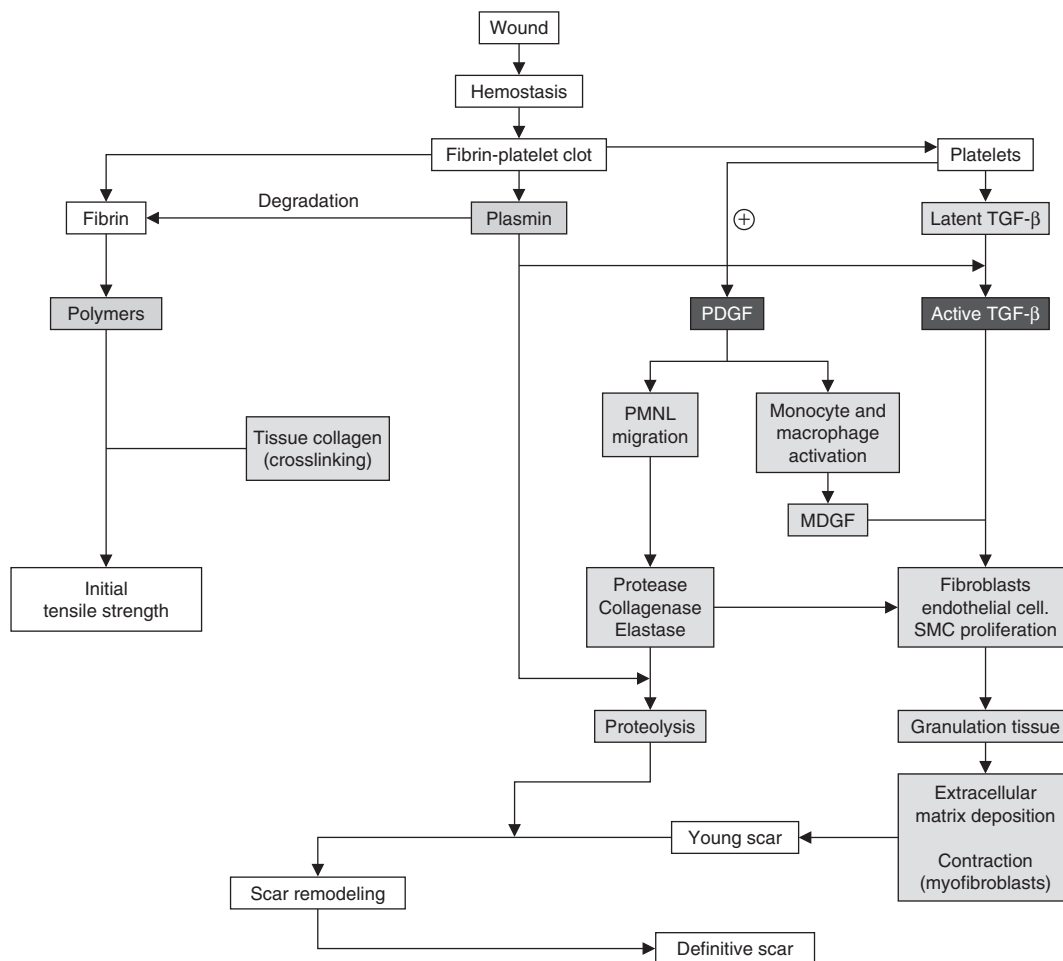 Wound
Hemostasis
Fibrin-platelet clot
Platelets
Degradation
Fibrin
Plasmin
+
Latent TGF-β
Polymers
PDGF
Active TGF-β
PMNL
migration
Monocyte and
macrophage
activation
Tissue collagen
(crosslinking)
MDGF
Initial
tensile strength
Protease
Collagenase
Elastase
Fibroblasts
endothelial cell.
SMC proliferation
Proteolysis
Granulation tissue
Extracellular
matrix deposition
Contraction
(myofibroblasts)
Young scar
Scar remodeling
Definitive scar